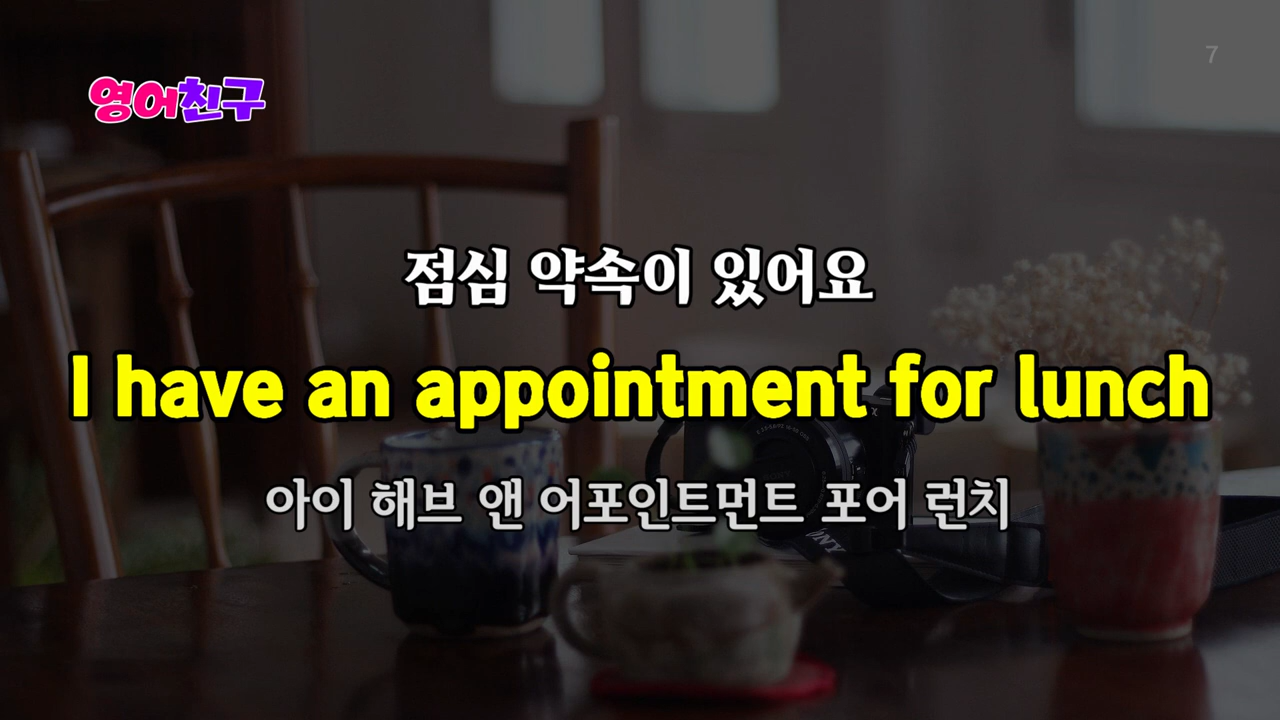 7
영어친구
점심 약속이 있어요
I have an appointment for lunch
아이 해브 앤 어포인트먼트 포어 런치
SONY